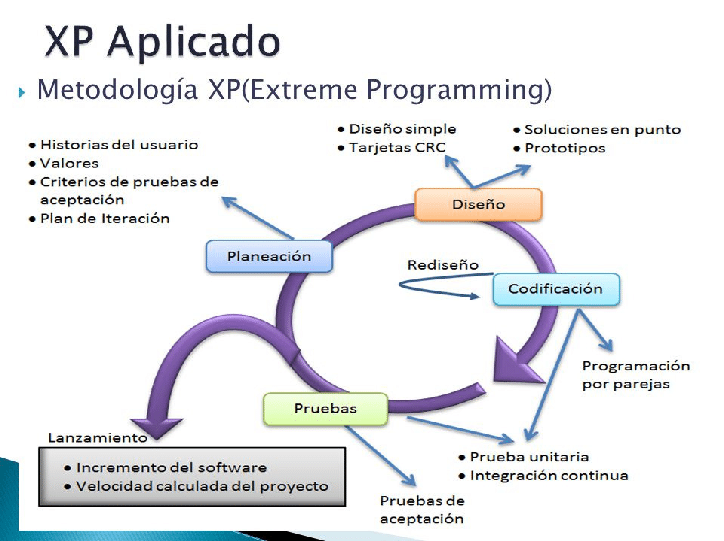 XP Aplicado
Metodología XP(Extreme Programming)
• Historias del usuario
• Valores
• Criterios de pruebas de
aceptación
• Plan de Iteración
• Diseño simple
• Tarjetas CRC
• Soluciones en punto
• Prototipos
Diseño
Planeación
Rediseño
Codificación
Programación
por parejas
Pruebas
Lanzamiento
• Incremento del software
• Velocidad calculada del proyecto
• Prueba unitaria
• Integración continua
Pruebas de
aceptación